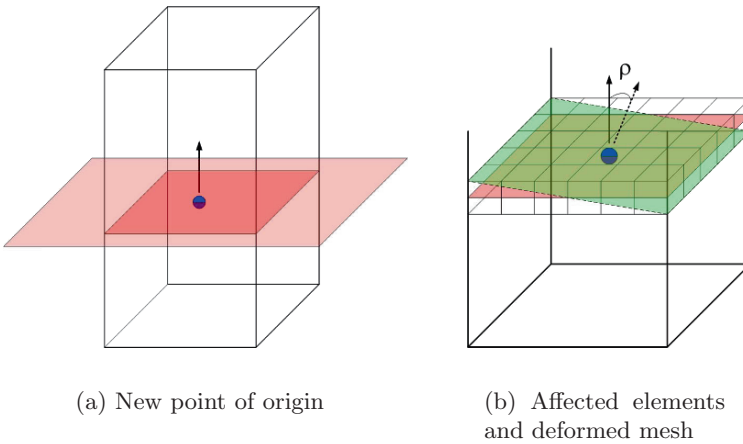 ρ
(a) New point of origin
(b) Affected elements
and deformed mesh